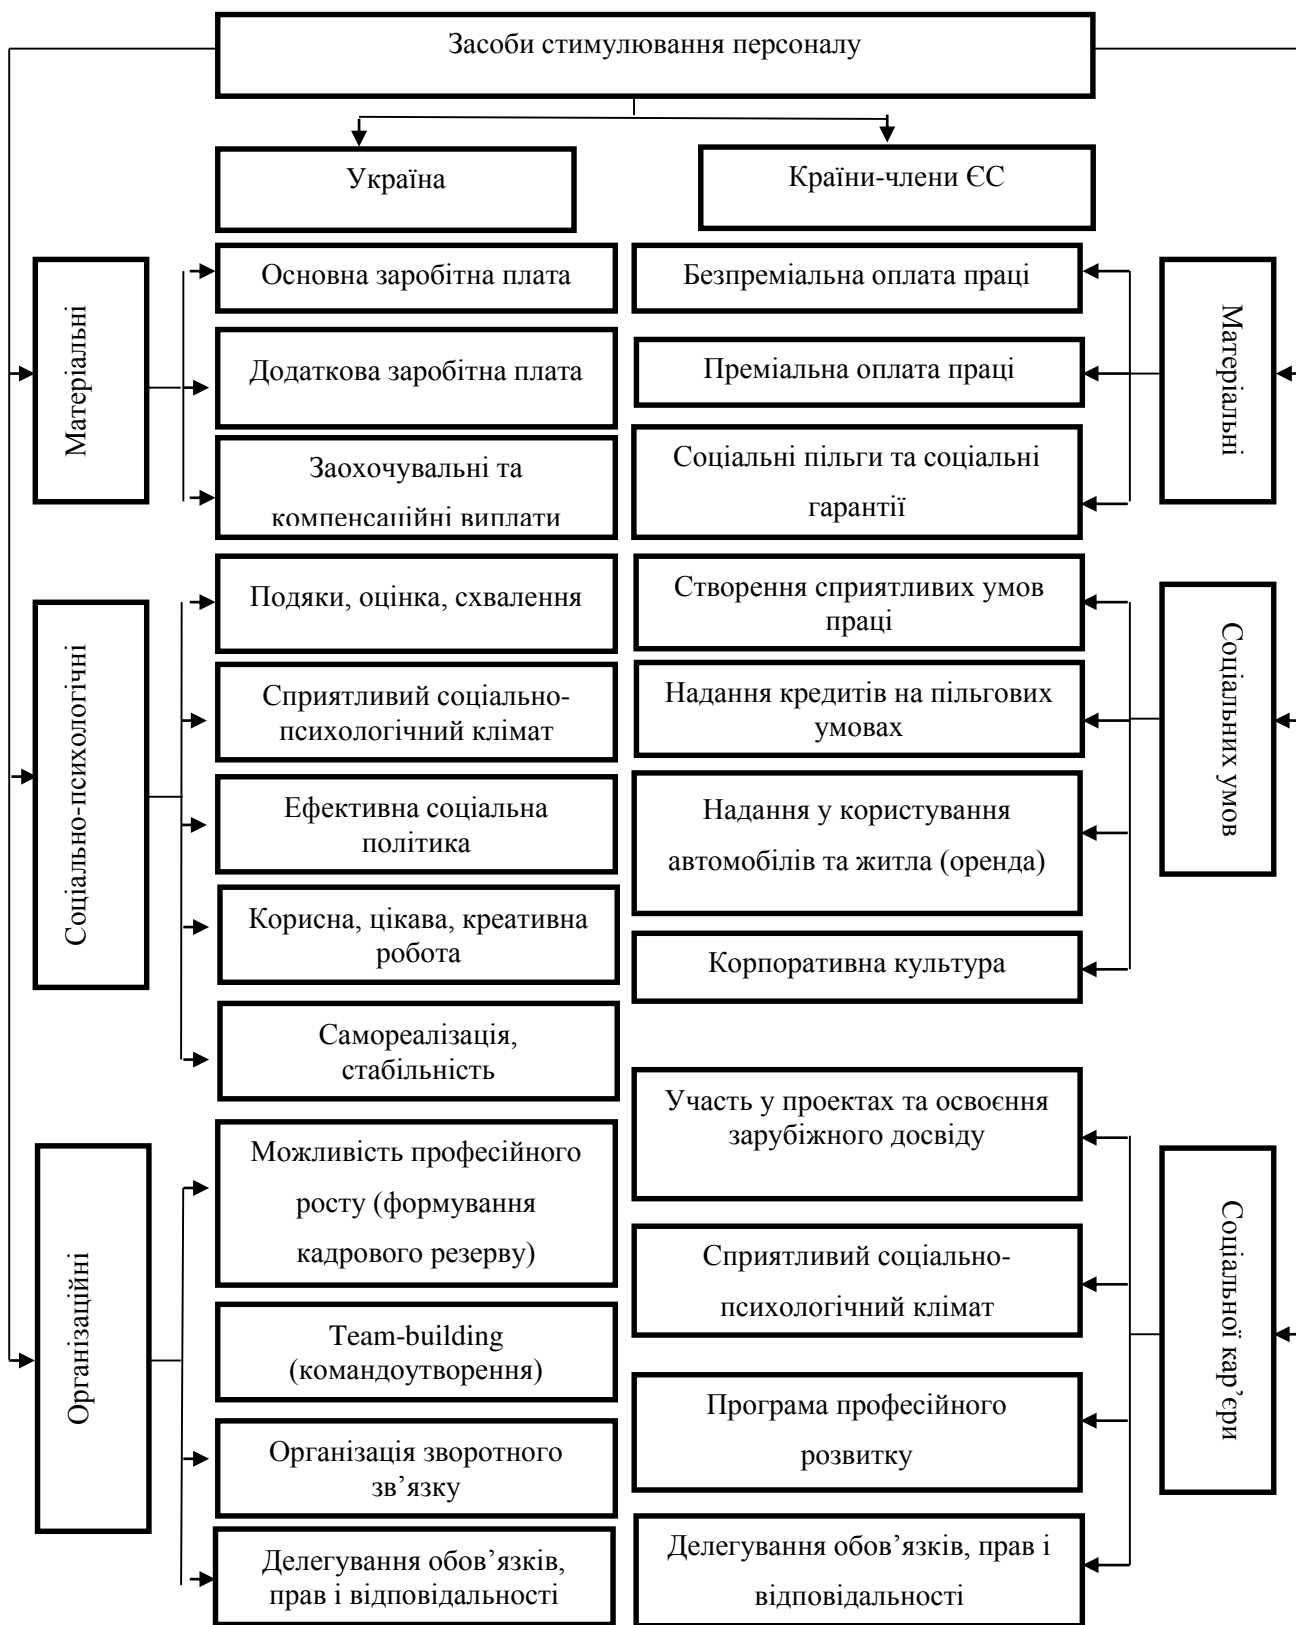 Засоби стимулювання персоналу
Україна
Країни-члени ЄС
Матеріальні
Основна заробітна плата
Додаткова заробітна плата
Заохочувальні та
компенсаційні виплати
Безпреміальна оплата праці
Преміальна оплата праці
Соціальні пільги та соціальні
гарантії
Матеріальні
Соціально-психологічні
Подяки, оцінка, схвалення
Сприятливий соціально-
психологічний клімат
Ефективна соціальна
політика
Корисна, цікава, креативна
робота
Самореалізація,
стабільність
Створення сприятливих умов
праці
Надання кредитів на пільгових
умовах
Надання у користування
автомобілів та житла (оренда)
Корпоративна культура
Соціальних умов
Організаційні
Можливість професійного
росту (формування
кадрового резерву)
Team-building
(командоутворення)
Організація зворотного
зв’язку
Делегування обов’язків,
прав і відповідальності
Участь у проектах та освоєння
зарубіжного досвіду
Сприятливий соціально-
психологічний клімат
Програма професійного
розвитку
Делегування обов’язків, прав і
відповідальності
Соціальної кар’єри